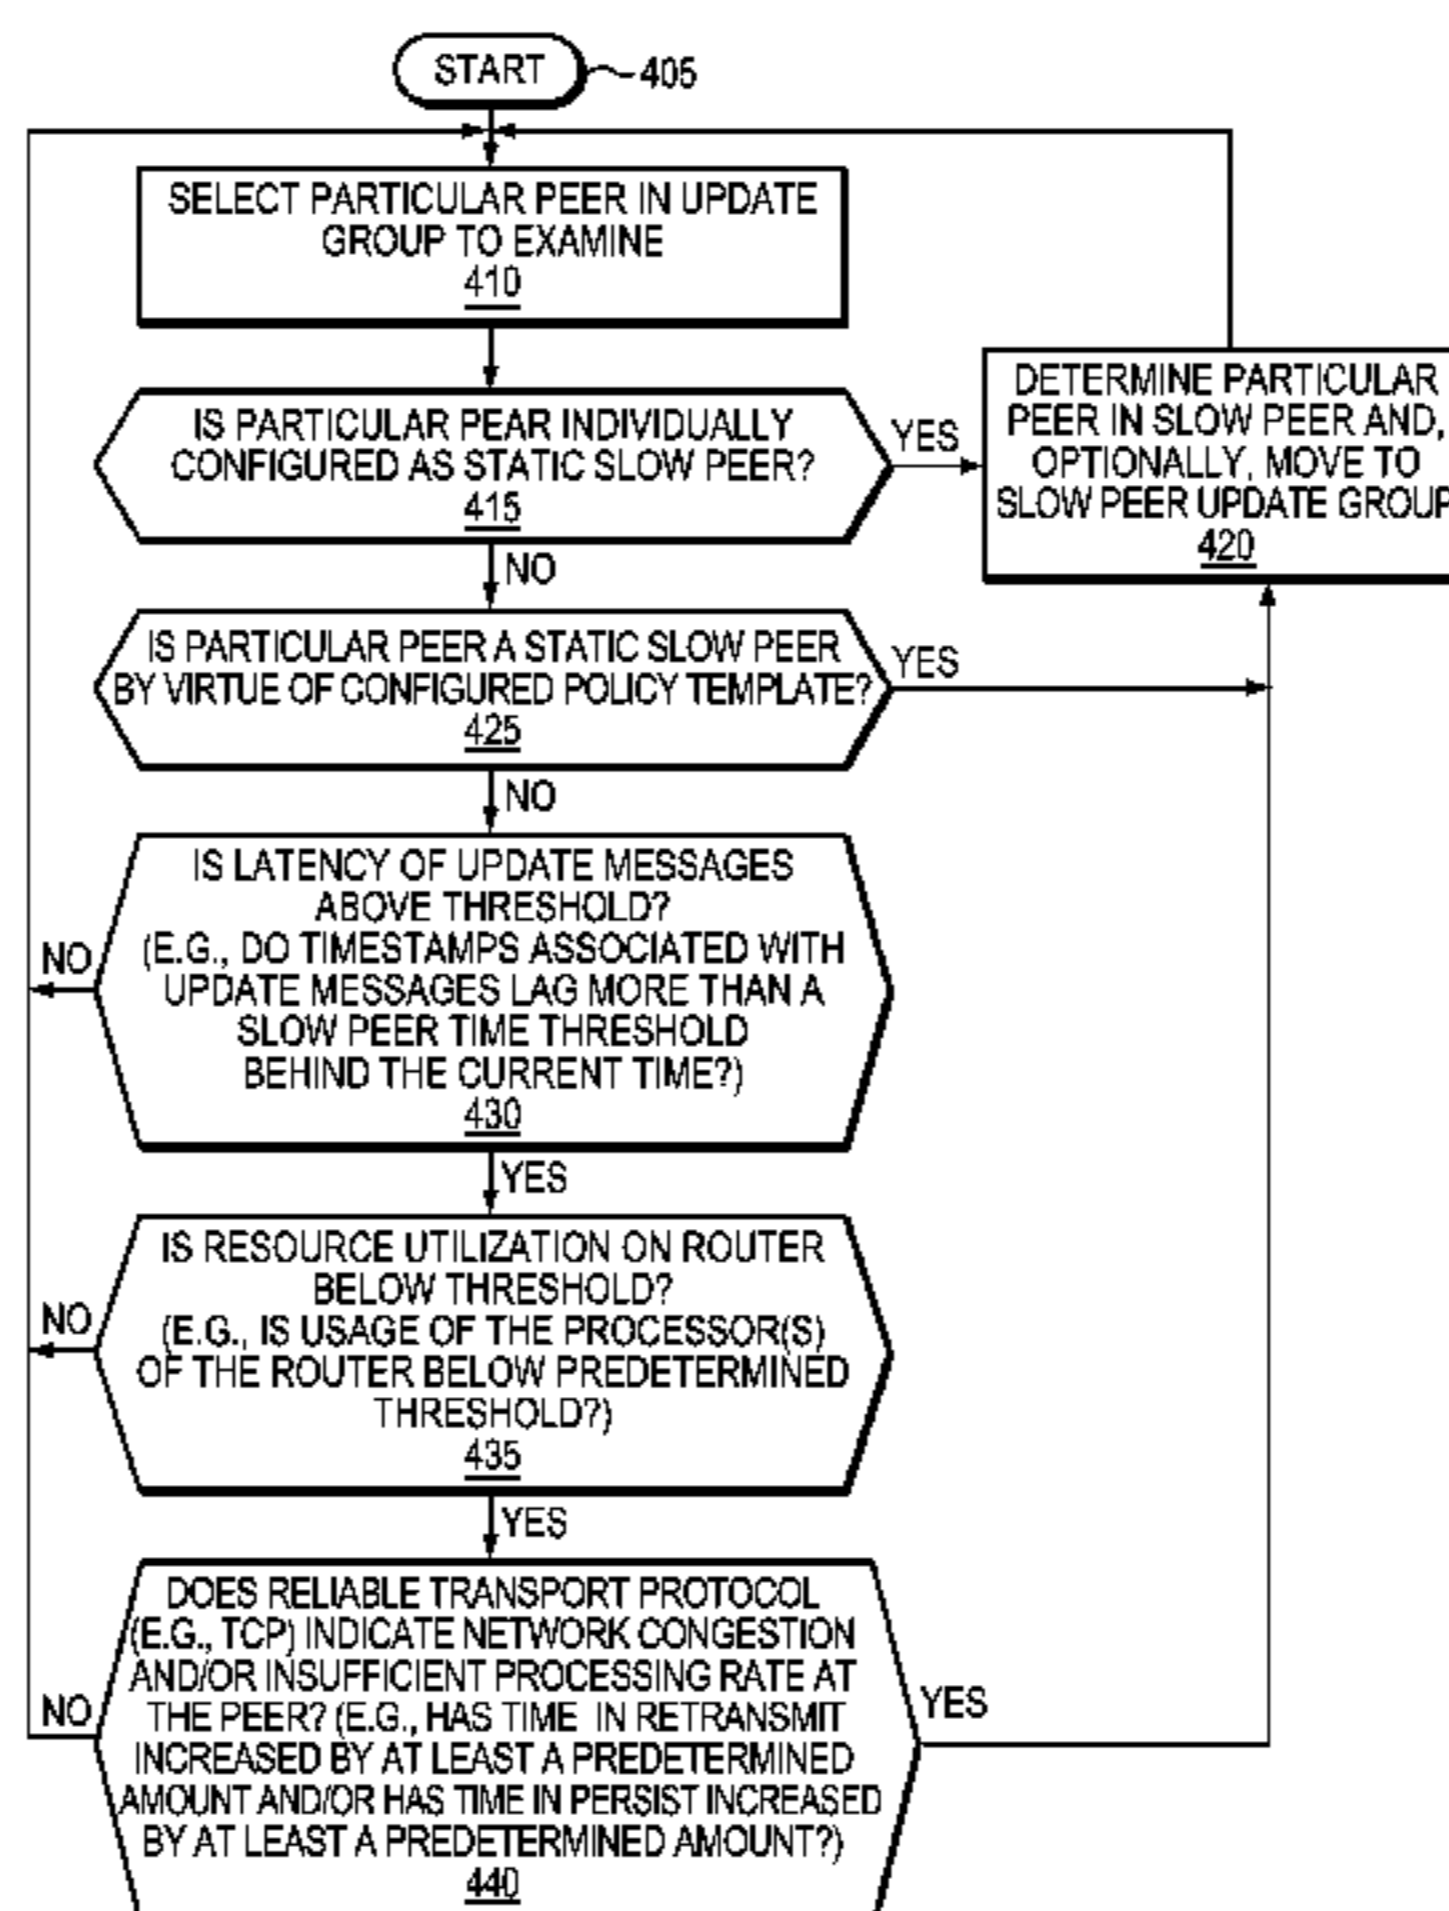 START
405
SELECT PARTICULAR PEER IN UPDATE
GROUP TO EXAMINE
410
IS PARTICULAR PEAR INDIVIDUALLY
CONFIGURED AS STATIC SLOW PEER?
415
YES
DETERMINE PARTICULAR
PEER IN SLOW PEER AND,
OPTIONALLY, MOVE TO
SLOW PEER UPDATE GROUP
420
NO
IS PARTICULAR PEER A STATIC SLOW PEER
BY VIRTUE OF CONFIGURED POLICY TEMPLATE?
425
YES
NO
IS LATENCY OF UPDATE MESSAGES
ABOVE THRESHOLD?
(E.G., DO TIMESTAMPS ASSOCIATED WITH
UPDATE MESSAGES LAG MORE THAN A
SLOW PEER TIME THRESHOLD
BEHIND THE CURRENT TIME?)
430
NO
YES
IS RESOURCE UTILIZATION ON ROUTER
BELOW THRESHOLD?
(E.G., IS USAGE OF THE PROCESSOR(S)
OF THE ROUTER BELOW PREDETERMINED
THRESHOLD?)
435
NO
YES
DOES RELIABLE TRANSPORT PROTOCOL
(E.G., TCP) INDICATE NETWORK CONGESTION
AND/OR INSUFFICIENT PROCESSING RATE AT
THE PEER? (E.G., HAS TIME IN RETRANSMIT
INCREASED BY AT LEAST A PREDETERMINED
AMOUNT AND/OR HAS TIME IN PERSIST INCREASED
BY AT LEAST A PREDETERMINED AMOUNT?)
440
NO
YES